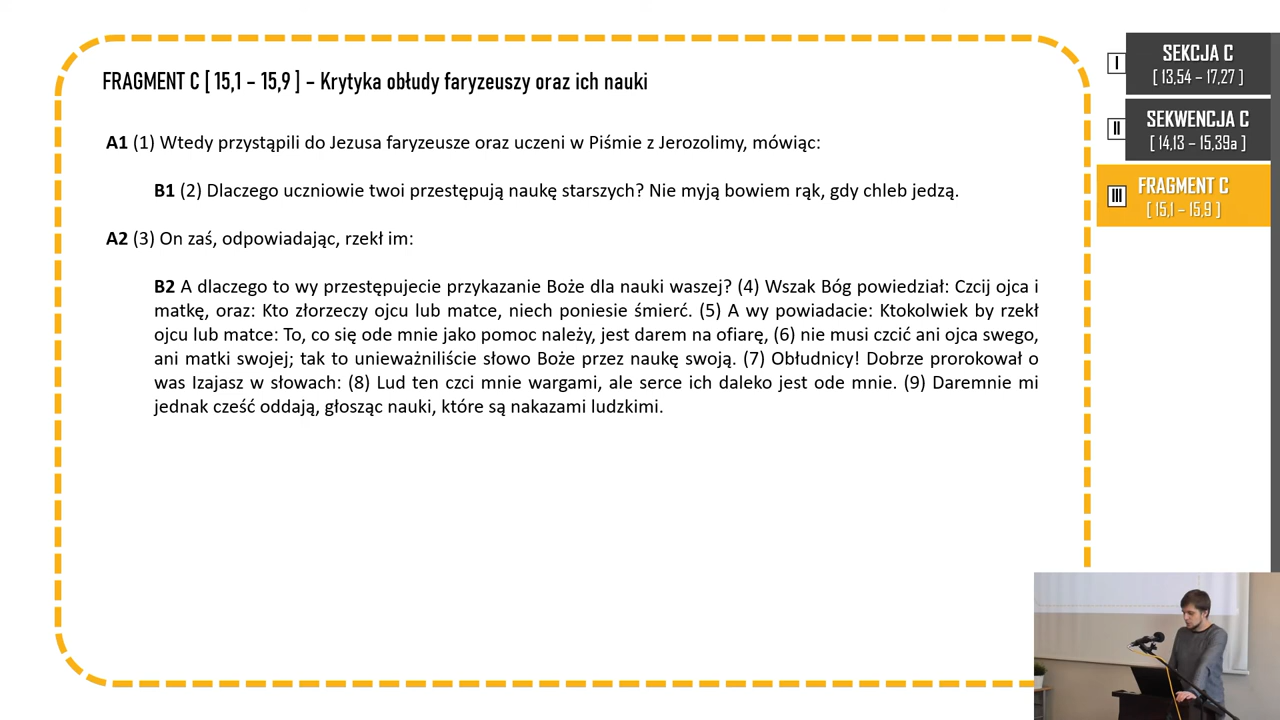 FRAGMENT C [ 15,1 – 15,9 ] – Krytyka obłudy faryzeuszy oraz ich nauki
A1 (1) Wtedy przystąpili do Jezusa faryzeusze oraz uczeni w Piśmie z Jerozolimy, mówiąc:
B1 (2) Dlaczego uczniowie twoi przestępują naukę starszych? Nie myją bowiem rąk, gdy chleb jedzą.
A2 (3) On zaś, odpowiadając, rzekł im:
B2 A dlaczego to wy przestępujecie przykazanie Boże dla nauki waszej? (4) Wszak Bóg powiedział: Czcij ojca i
matkę, oraz: Kto złorzeczy ojcu lub matce, niech poniesie śmierć. (5) A wy powiadacie: Ktokolwiek by rzekł
ojcu lub matce: To, co się ode mnie jako pomoc należy, jest darem na ofiarę, (6) nie musi czcić ani ojca swego,
ani matki swojej; tak to unieważniliście słowo Boże przez naukę swoją. (7) Obłudnicy! Dobrze prorokował o
was Izajasz w słowach: (8) Lud ten czci mnie wargami, ale serce ich daleko jest ode mnie. (9) Daremnie mi
jednak cześć oddają, głosząc nauki, które są nakazami ludzkimi.
I
SEKCJA C
[ 13,54 – 17,27 ]
II
SEKWENCJA C
[ 14,13 – 15,39a ]
III
FRAGMENT C
[ 15,1 – 15,9 ]